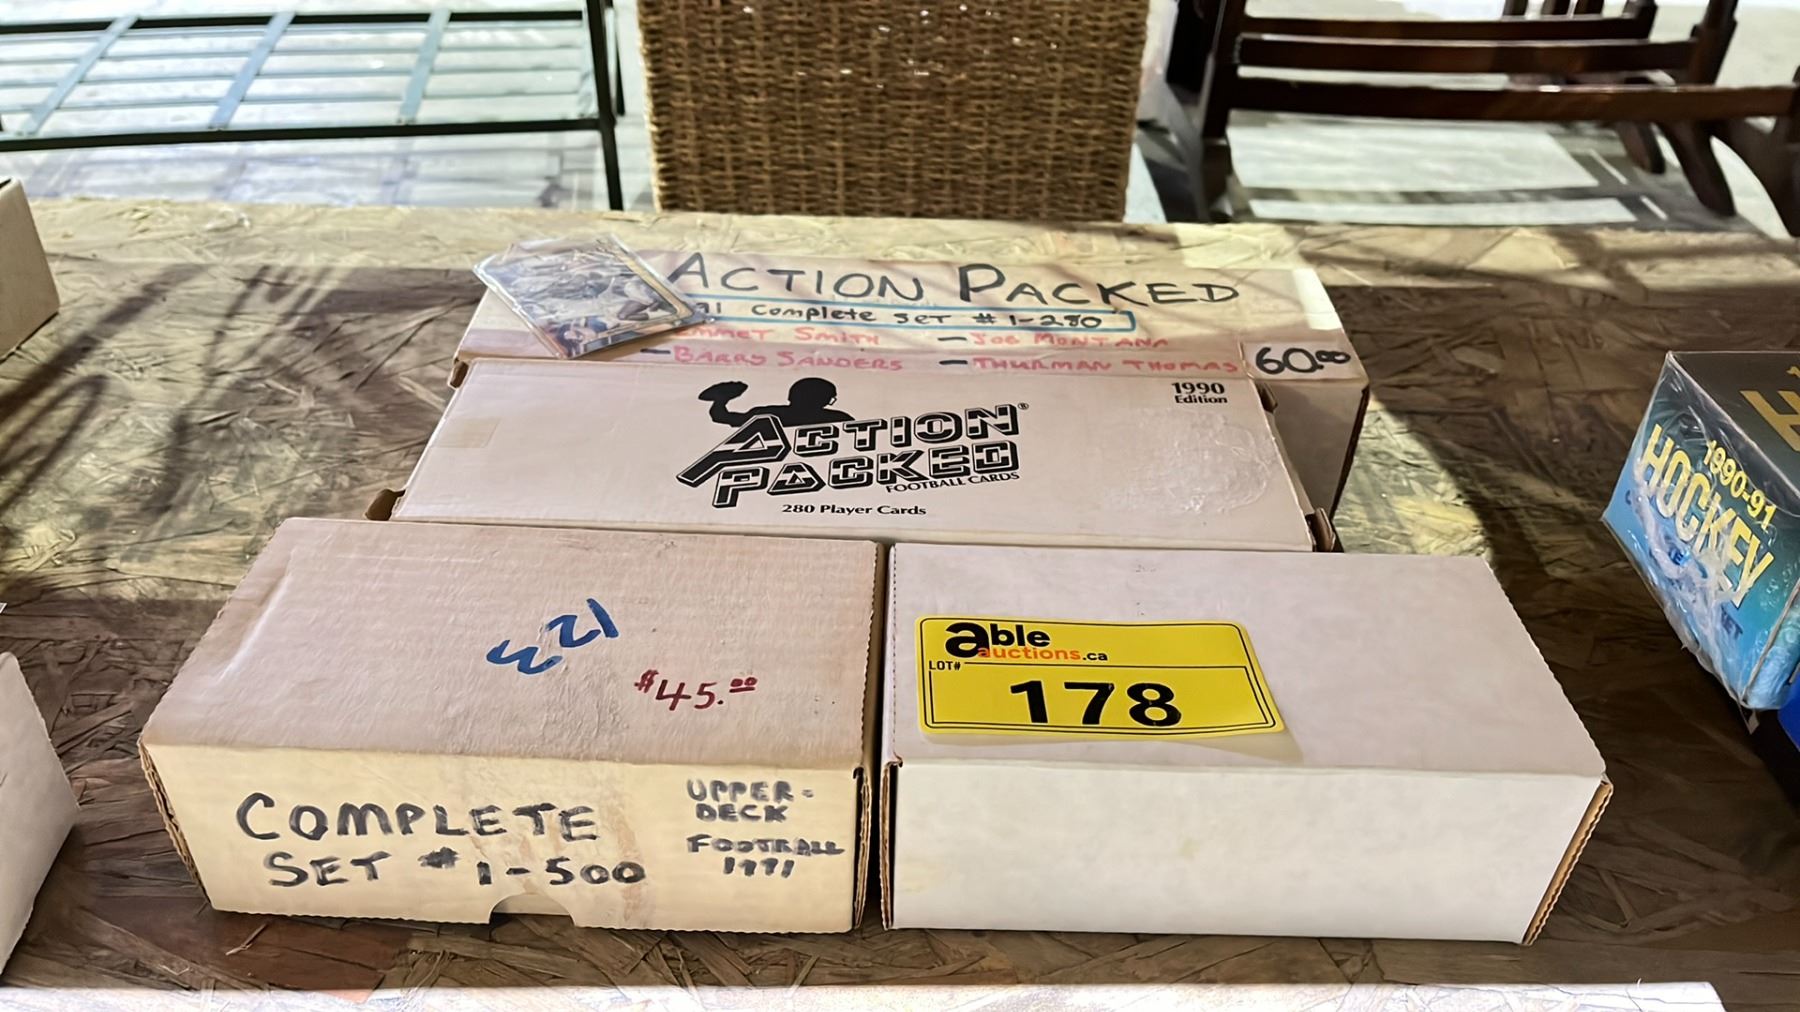 ACTION PACKED
91 Complete set # 1-280
EMMET SMITH - JOE MONTANA
- BARRY SANDERS - THURMAN THOMAS
60.00
1990
Edition
ACTION®
PACKED
FOOTBALL CARDS
280 Player Cards
$45.00
able
auctions.ca
LOT#
178
COMPLETE
SET # 1-500
UPPER-
DECK
FOOTBALL
1991
1990-91
HOCKEY